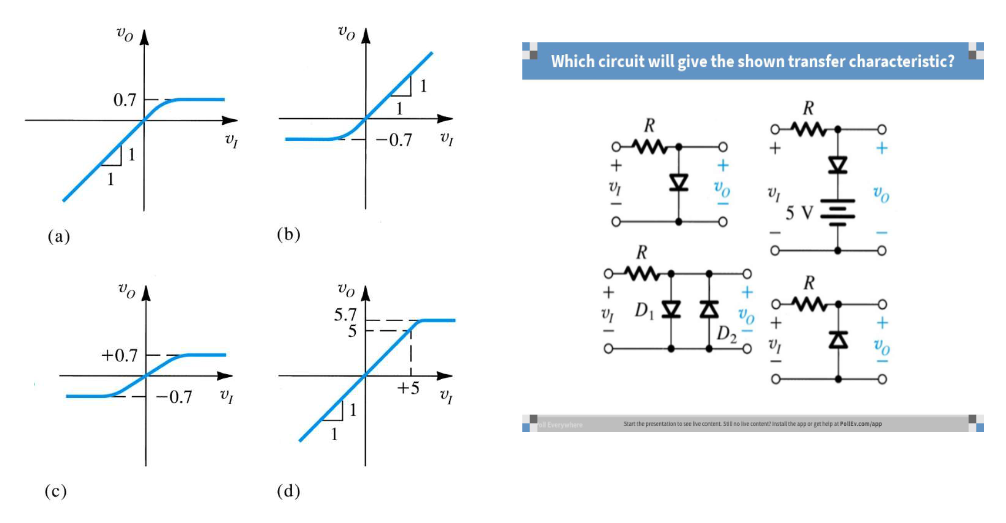 v_O
0.7
v_I
1
1
(a)
v_O
1
1
−0.7
v_I
(b)
v_O
+0.7
−0.7
v_I
(c)
v_O
5.7
5
+5
v_I
1
1
(d)
Which circuit will give the shown transfer characteristic?
R
+
v_I
−
+
v_O
−
R
+
v_I
−
5 V
+
v_O
−
R
+
v_I
−
D₁
D₂
+
v_O
−
R
+
v_I
−
+
v_O
−
Poll Everywhere
Start the presentation to see live content. Still no live content? Install the app or get help at PollEv.com/app